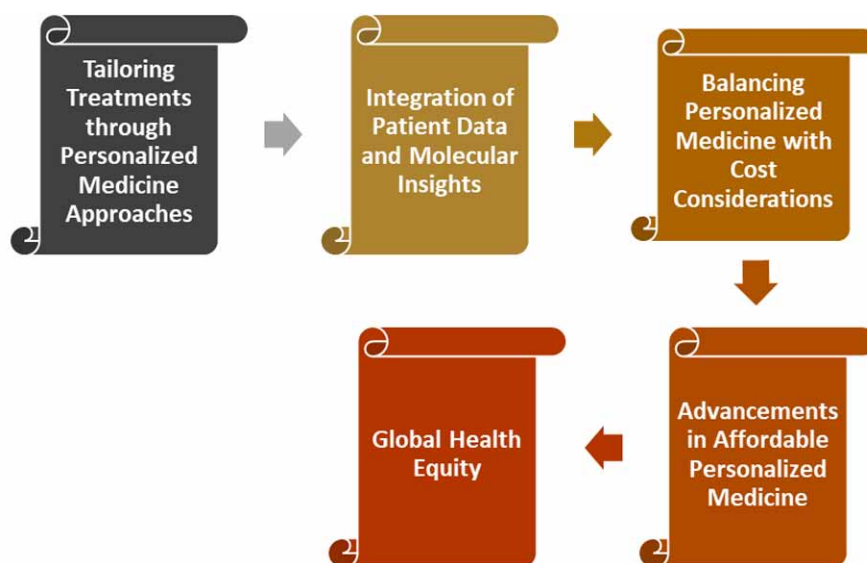 Tailoring
Treatments
through
Personalized
Medicine
Approaches
Integration of
Patient Data
and Molecular
Insights
Balancing
Personalized
Medicine with
Cost
Considerations
Advancements
in Affordable
Personalized
Medicine
Global Health
Equity